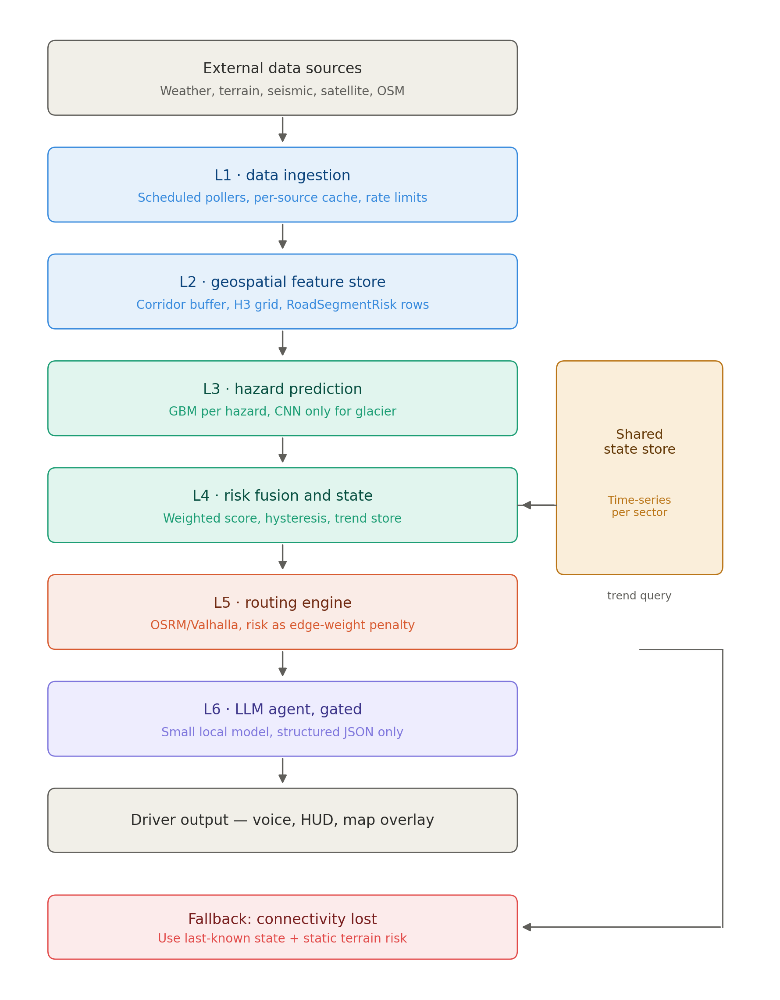 External data sources
Weather, terrain, seismic, satellite, OSM
L1 · data ingestion
Scheduled pollers, per-source cache, rate limits
L2 · geospatial feature store
Corridor buffer, H3 grid, RoadSegmentRisk rows
L3 · hazard prediction
GBM per hazard, CNN only for glacier
Shared
state store
Time-series
per sector
L4 · risk fusion and state
Weighted score, hysteresis, trend store
trend query
L5 · routing engine
OSRM/Valhalla, risk as edge-weight penalty
L6 · LLM agent, gated
Small local model, structured JSON only
Driver output — voice, HUD, map overlay
Fallback: connectivity lost
Use last-known state + static terrain risk